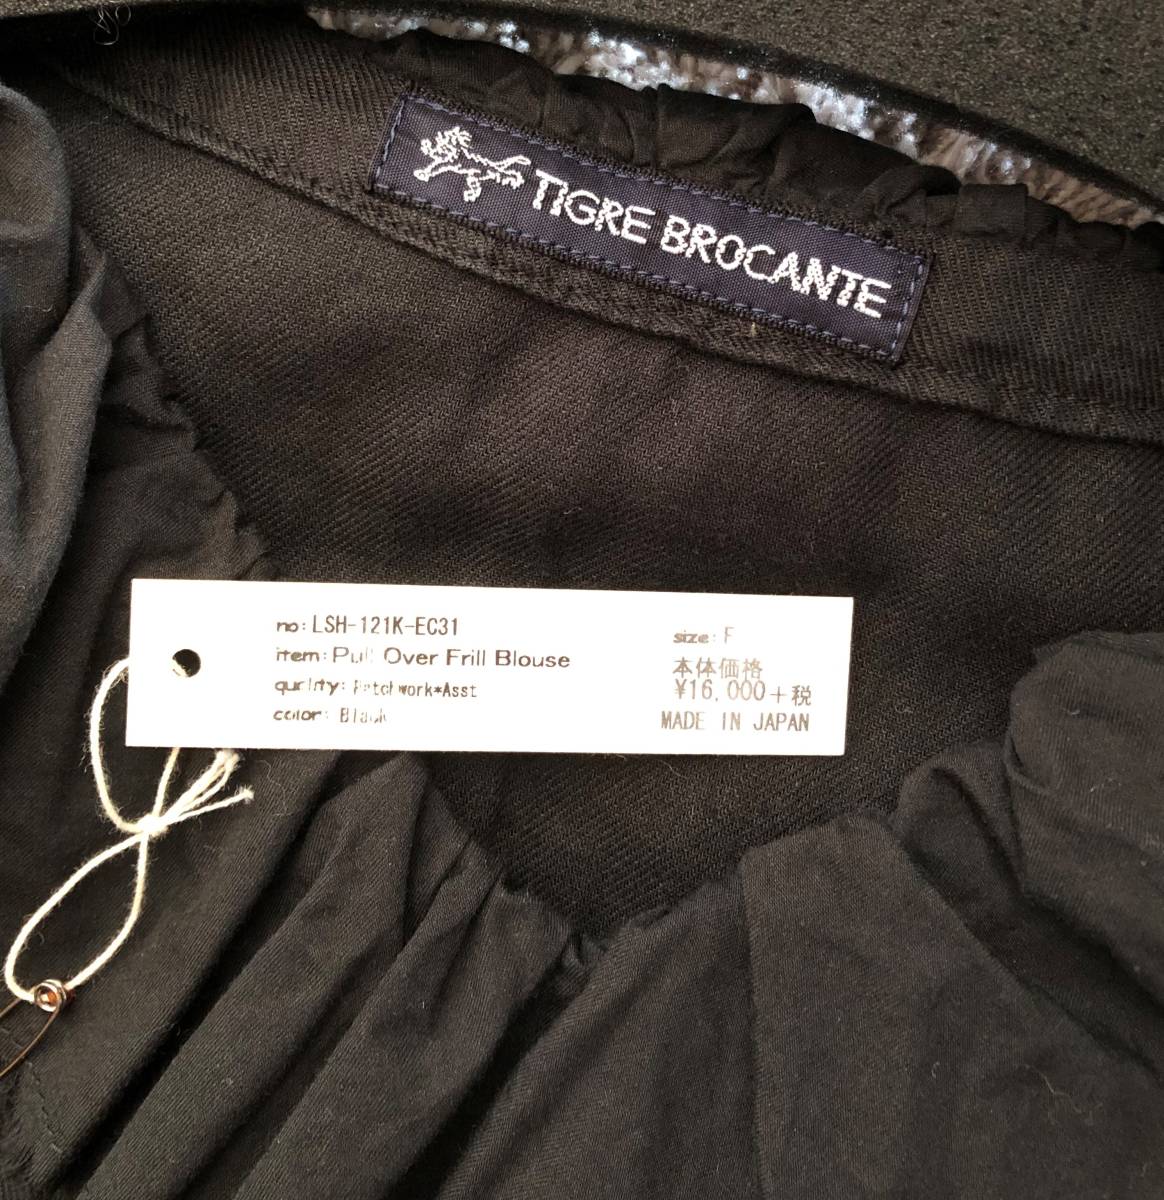 TIGRE BROCANTE
no: LSH-121K-EC31
item: Pull Over Frill Blouse
quality: Patchwork*Asst
color: Black
size: F
本体価格
¥16,000+税
MADE IN JAPAN